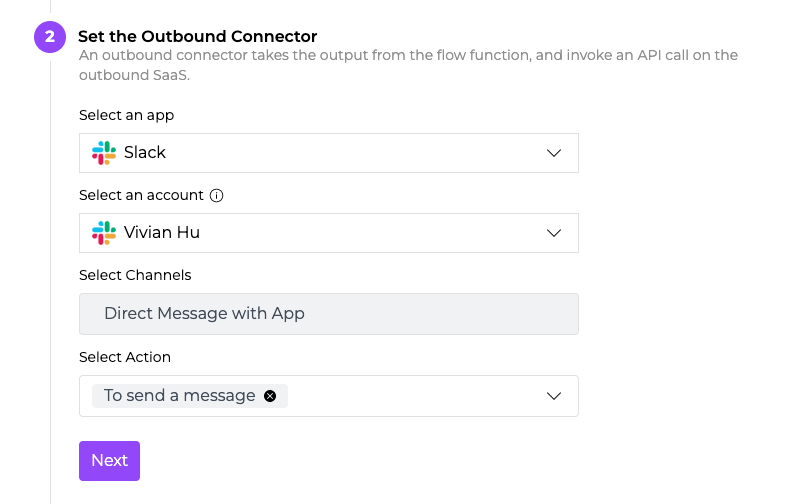 2
Set the Outbound Connector
An outbound connector takes the output from the flow function, and invoke an API call on the
outbound SaaS.
Select an app
Slack
Select an account
Vivian Hu
Select Channels
Direct Message with App
Select Action
To send a message
Next